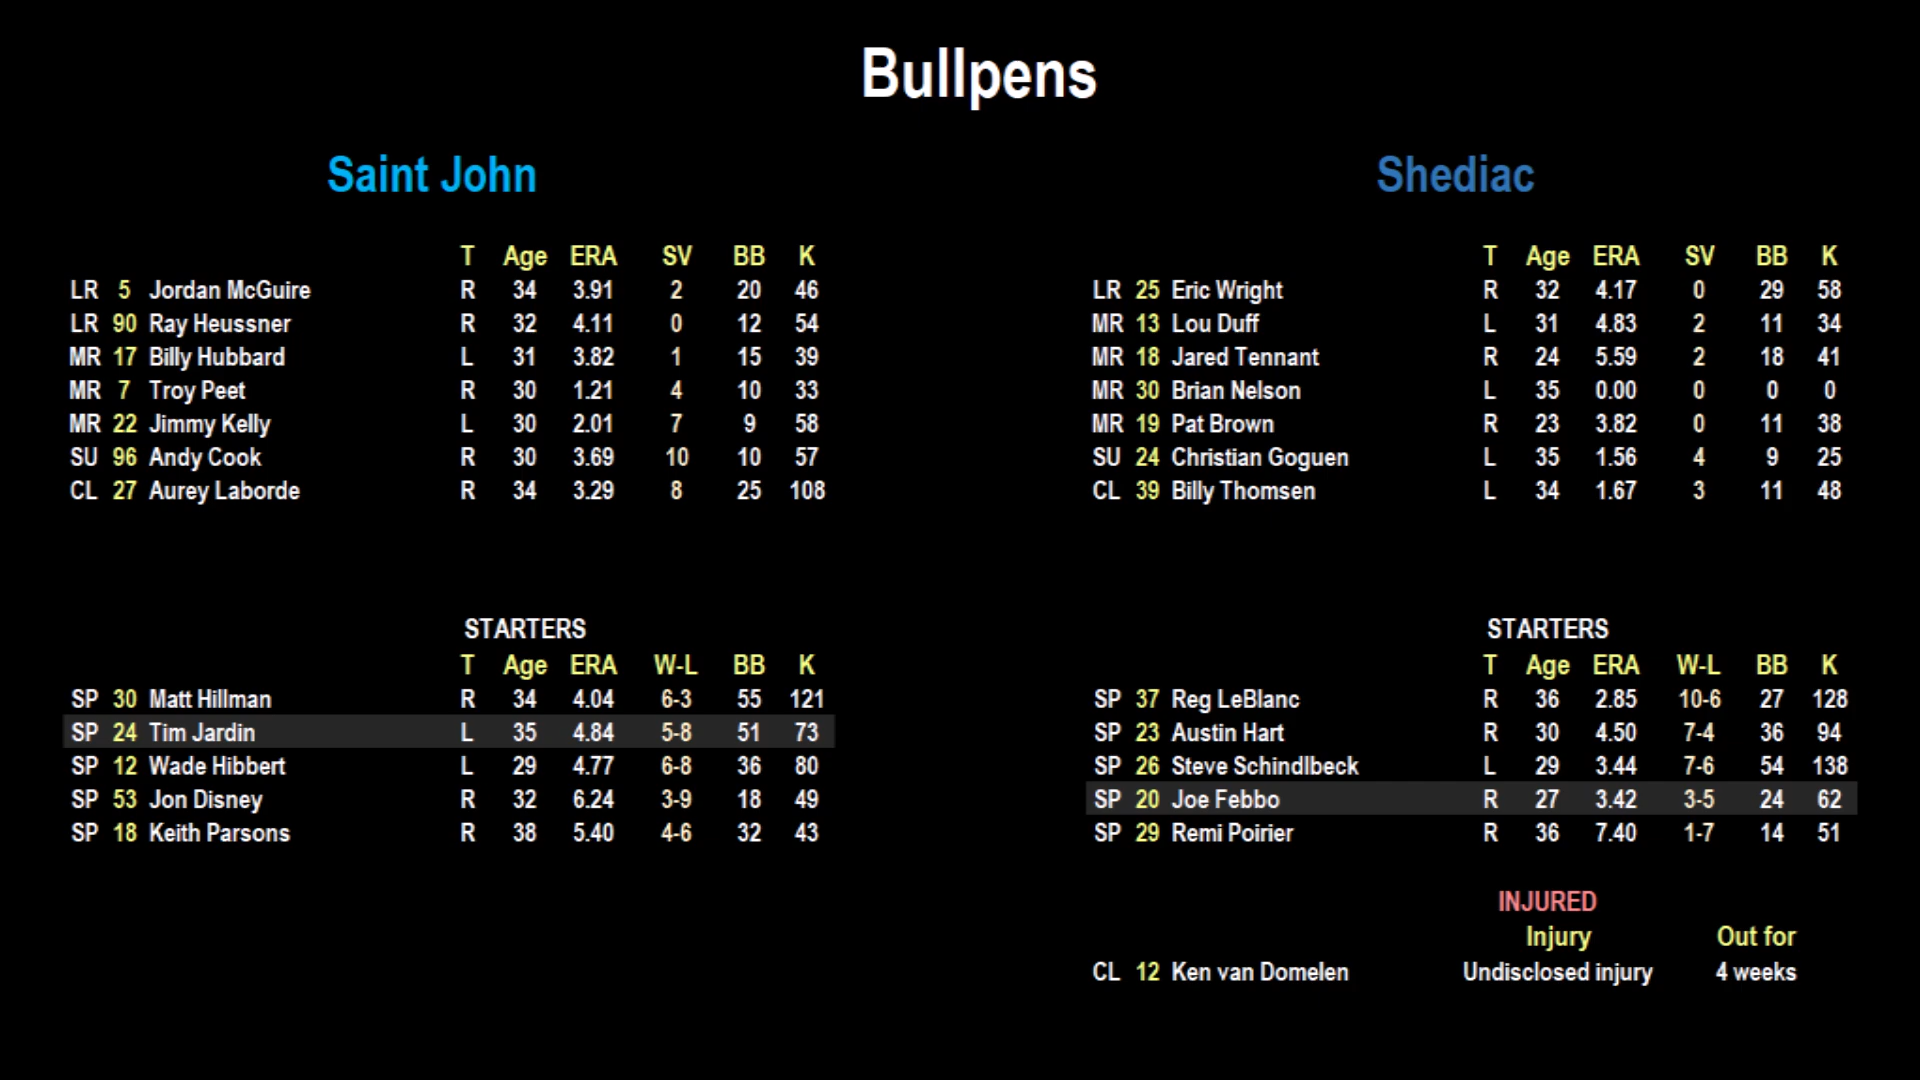 Bullpens
Saint John
T Age ERA SV BB K
LR 5 Jordan McGuire R 34 3.91 2 20 46
LR 90 Ray Heussner R 32 4.11 0 12 54
MR 17 Billy Hubbard L 31 3.82 1 15 39
MR 7 Troy Peet R 30 1.21 4 10 33
MR 22 Jimmy Kelly L 30 2.01 7 9 58
SU 96 Andy Cook R 30 3.69 10 10 57
CL 27 Aurey Laborde R 34 3.29 8 25 108
STARTERS
T Age ERA W-L BB K
SP 30 Matt Hillman R 34 4.04 6-3 55 121
SP 24 Tim Jardin L 35 4.84 5-8 51 73
SP 12 Wade Hibbert L 29 4.77 6-8 36 80
SP 53 Jon Disney R 32 6.24 3-9 18 49
SP 18 Keith Parsons R 38 5.40 4-6 32 43
Shediac
T Age ERA SV BB K
LR 25 Eric Wright R 32 4.17 0 29 58
MR 13 Lou Duff L 31 4.83 2 11 34
MR 18 Jared Tennant R 24 5.59 2 18 41
MR 30 Brian Nelson L 35 0.00 0 0 0
MR 19 Pat Brown R 23 3.82 0 11 38
SU 24 Christian Goguen L 35 1.56 4 9 25
CL 39 Billy Thomsen L 34 1.67 3 11 48
STARTERS
T Age ERA W-L BB K
SP 37 Reg LeBlanc R 36 2.85 10-6 27 128
SP 23 Austin Hart R 30 4.50 7-4 36 94
SP 26 Steve Schindlbeck L 29 3.44 7-6 54 138
SP 20 Joe Febbo R 27 3.42 3-5 24 62
SP 29 Remi Poirier R 36 7.40 1-7 14 51
INJURED
Injury Out for
CL 12 Ken van Domelen Undisclosed injury 4 weeks